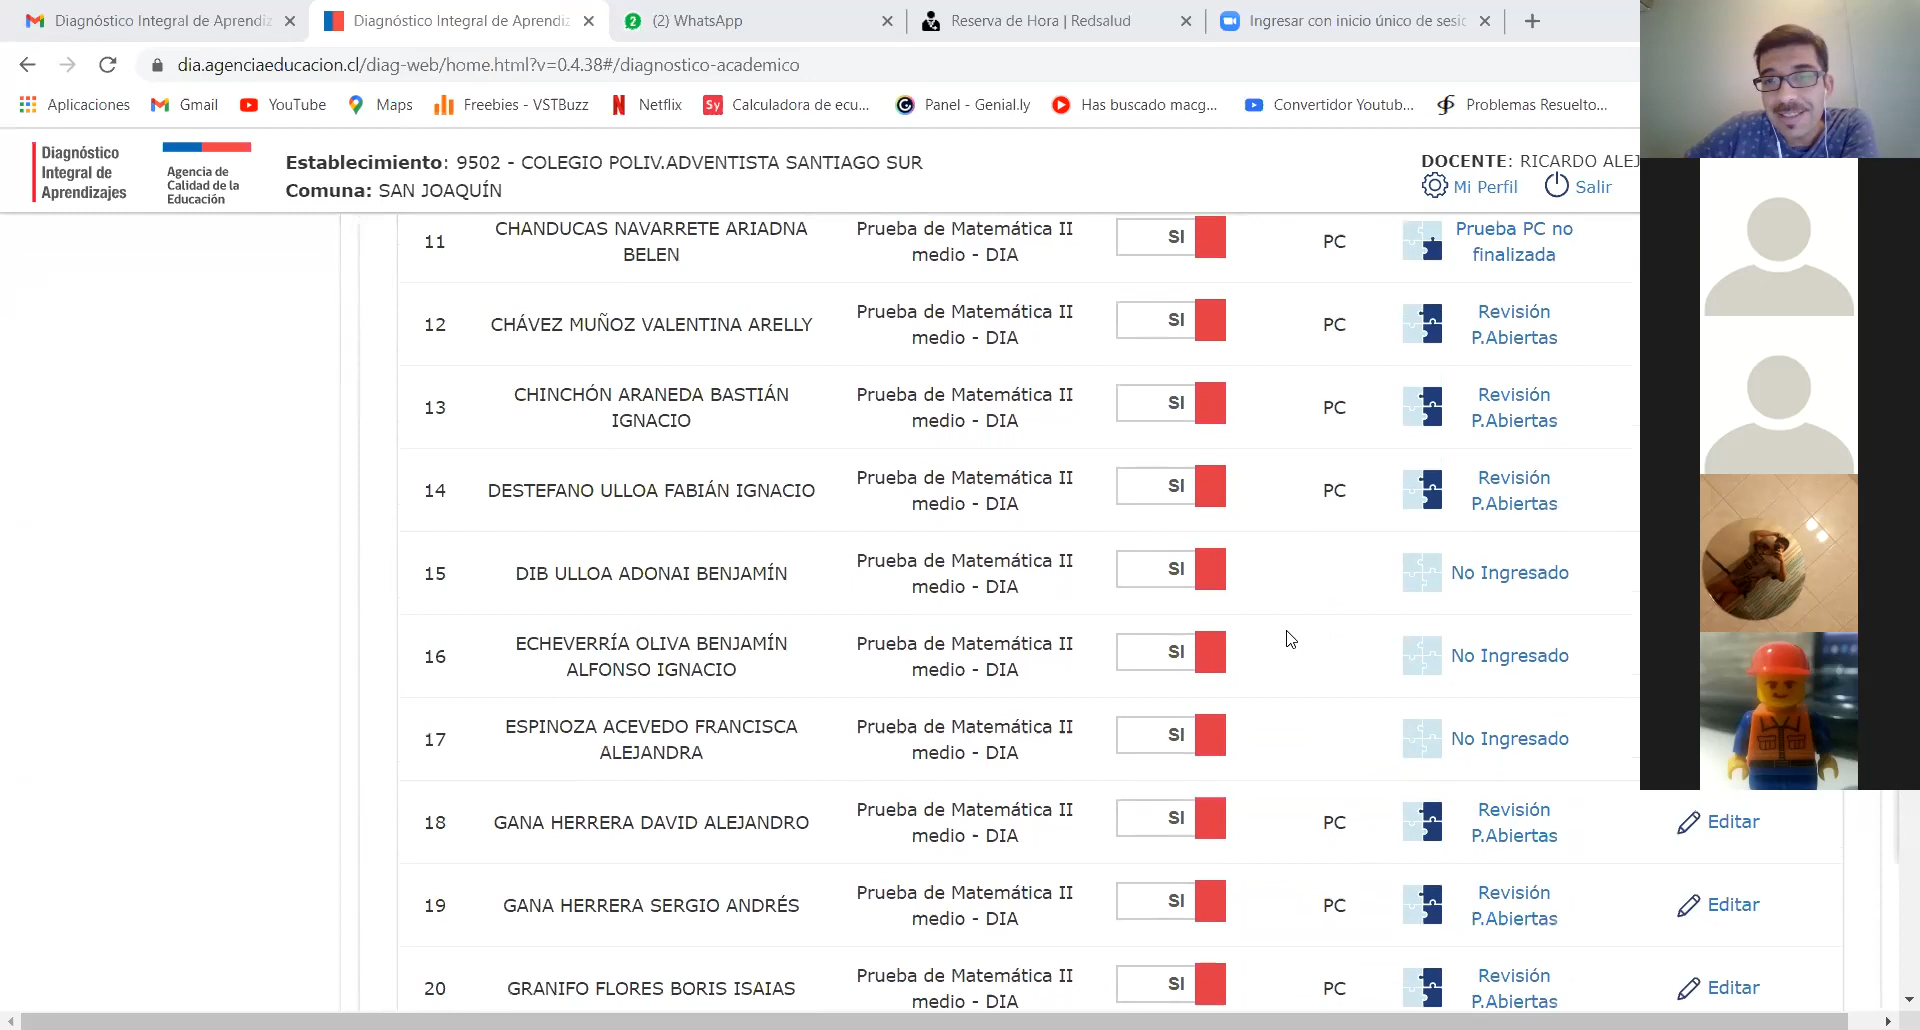 Diagnóstico Integral de Aprendiz
Diagnóstico Integral de Aprendiz
(2) WhatsApp
Reserva de Hora | Redsalud
Ingresar con inicio único de sesi
dia.agenciaeducacion.cl/diag-web/home.html?v=0.4.38#/diagnostico-academico
Aplicaciones
Gmail
YouTube
Maps
Freebies - VSTBuzz
Netflix
Sy
Calculadora de ecu...
Panel - Genial.ly
Has buscado macg...
Convertidor Youtub...
Problemas Resuelto...
Diagnóstico
Integral de
Aprendizajes
Agencia de
Calidad de la
Educación
Establecimiento: 9502 - COLEGIO POLIV.ADVENTISTA SANTIAGO SUR
Comuna: SAN JOAQUÍN
DOCENTE: RICARDO ALEJ
Mi Perfil
Salir
11
CHANDUCAS NAVARRETE ARIADNA
BELEN
Prueba de Matemática II
medio - DIA
SI
PC
Prueba PC no
finalizada
12
CHÁVEZ MUÑOZ VALENTINA ARELLY
Prueba de Matemática II
medio - DIA
SI
PC
Revisión
P.Abiertas
13
CHINCHÓN ARANEDA BASTIÁN
IGNACIO
Prueba de Matemática II
medio - DIA
SI
PC
Revisión
P.Abiertas
14
DESTEFANO ULLOA FABIÁN IGNACIO
Prueba de Matemática II
medio - DIA
SI
PC
Revisión
P.Abiertas
15
DIB ULLOA ADONAI BENJAMÍN
Prueba de Matemática II
medio - DIA
SI
No Ingresado
16
ECHEVERRÍA OLIVA BENJAMÍN
ALFONSO IGNACIO
Prueba de Matemática II
medio - DIA
SI
No Ingresado
17
ESPINOZA ACEVEDO FRANCISCA
ALEJANDRA
Prueba de Matemática II
medio - DIA
SI
No Ingresado
18
GANA HERRERA DAVID ALEJANDRO
Prueba de Matemática II
medio - DIA
SI
PC
Revisión
P.Abiertas
Editar
19
GANA HERRERA SERGIO ANDRÉS
Prueba de Matemática II
medio - DIA
SI
PC
Revisión
P.Abiertas
Editar
20
GRANIFO FLORES BORIS ISAIAS
Prueba de Matemática II
medio - DIA
SI
PC
Revisión
P.Abiertas
Editar